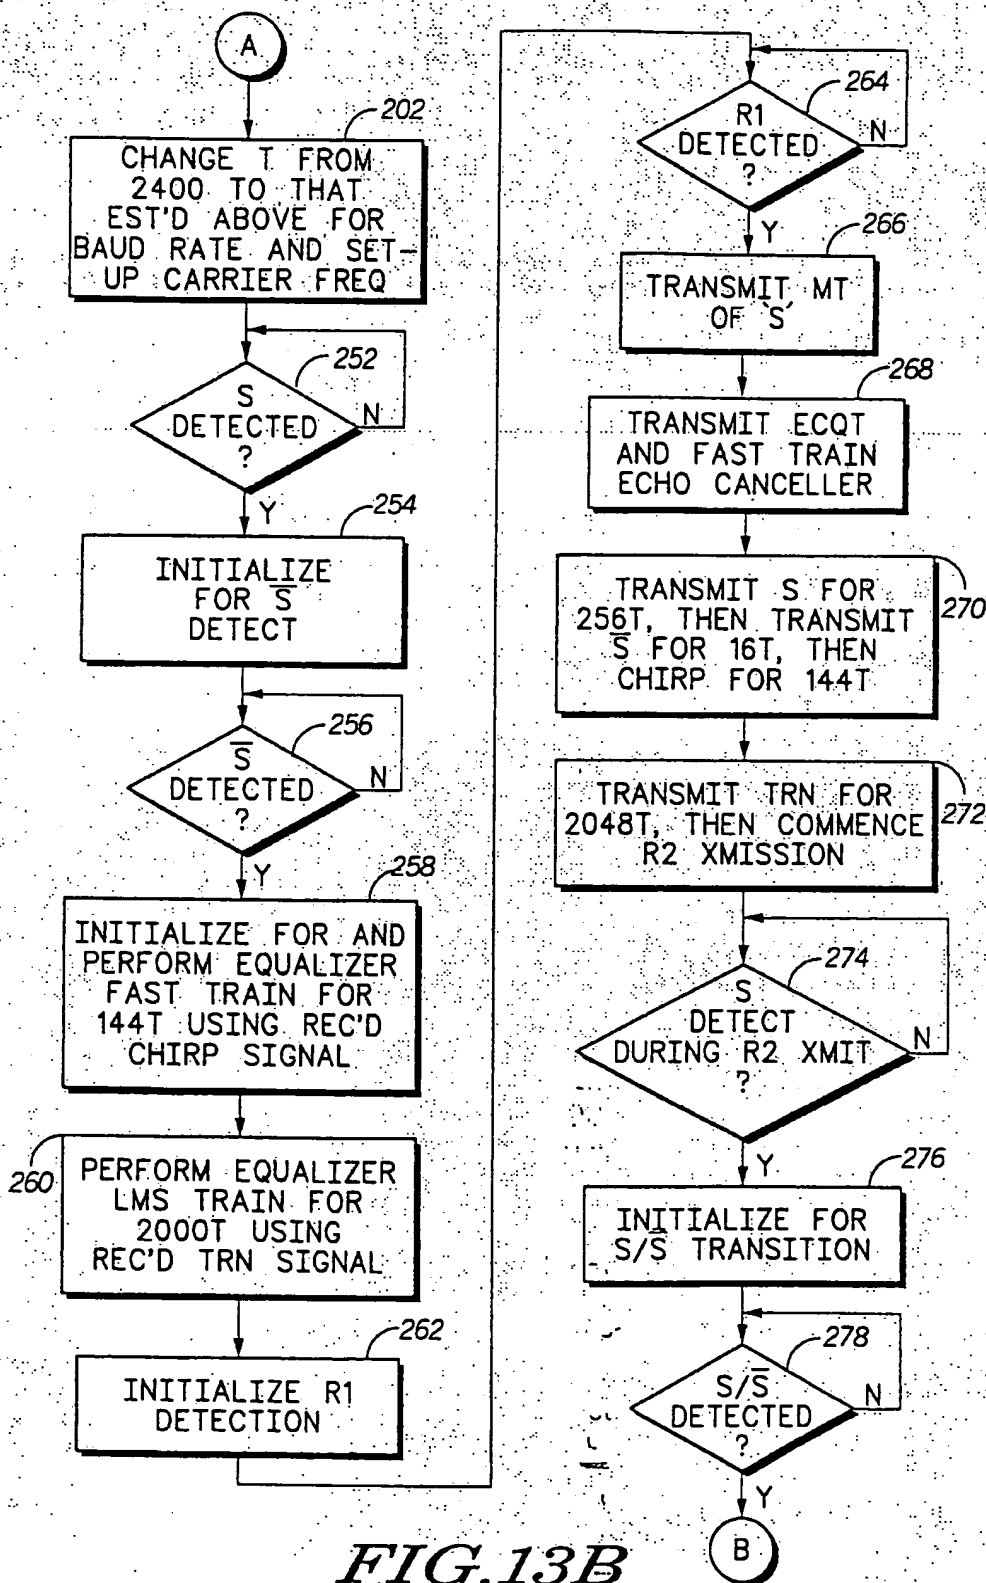 A
202
CHANGE T FROM
2400 TO THAT
EST'D ABOVE FOR
BAUD RATE AND SET-
UP CARRIER FREQ
252
S
DETECTED
?
N
Y
254
INITIALIZE
FOR S̅
DETECT
256
S̅
DETECTED
?
N
Y
258
INITIALIZE FOR AND
PERFORM EQUALIZER
FAST TRAIN FOR
144T USING REC'D
CHIRP SIGNAL
260
PERFORM EQUALIZER
LMS TRAIN FOR
2000T USING
REC'D TRN SIGNAL
262
INITIALIZE R1
DETECTION
264
R1
DETECTED
?
N
Y
266
TRANSMIT MT
OF 'S'
268
TRANSMIT ECQT
AND FAST TRAIN
ECHO CANCELLER
270
TRANSMIT S FOR
256T, THEN TRANSMIT
S̅ FOR 16T, THEN
CHIRP FOR 144T
272
TRANSMIT TRN FOR
2048T, THEN COMMENCE
R2 XMISSION
274
S
DETECT
DURING R2 XMIT
?
N
Y
276
INITIALIZE FOR
S/S̅ TRANSITION
278
S/S̅
DETECTED
?
N
Y
B
FIG.13B